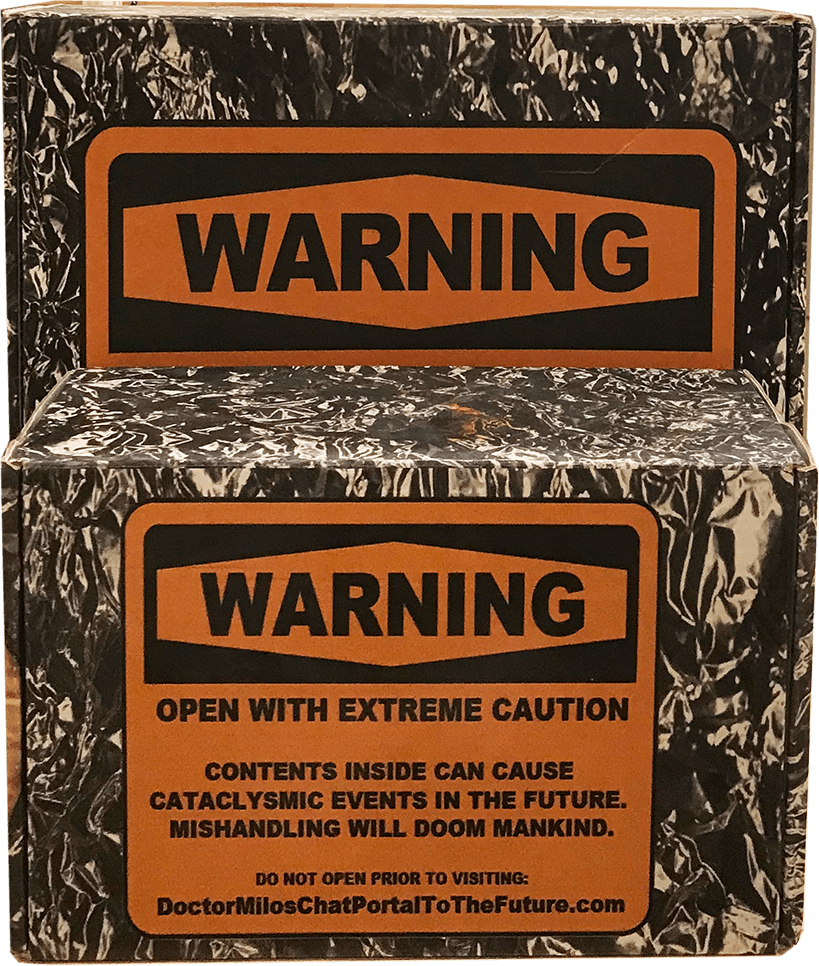 WARNING
WARNING
OPEN WITH EXTREME CAUTION
CONTENTS INSIDE CAN CAUSE
CATACLYSMIC EVENTS IN THE FUTURE.
MISHANDLING WILL DOOM MANKIND.
DO NOT OPEN PRIOR TO VISITING:
DoctorMilosChatPortalToTheFuture.com